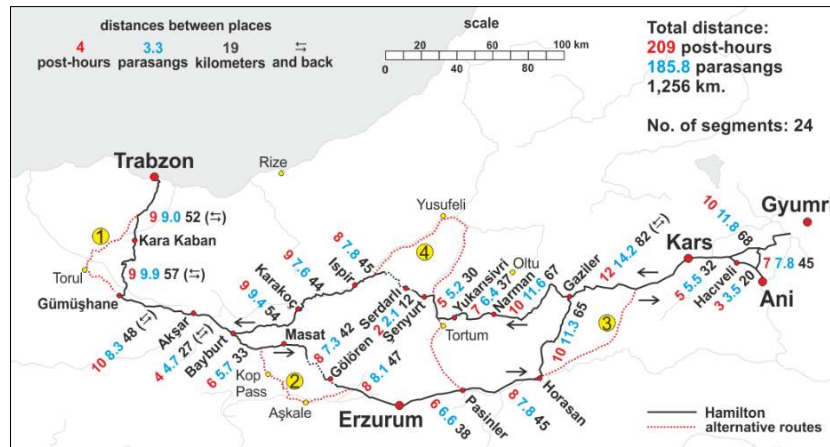 distances between places
4 3.3 19 ⇆
post-hours parasangs kilometers and back
scale
0 20 60 100 km
40 80
Total distance:
209 post-hours
185.8 parasangs
1,256 km.
No. of segments: 24
Trabzon
Rize
Yusufeli
Gyumri
1
9 9.0 52 (⇆)
Kara Kaban
Torul
9 9.9 57 (⇆)
Gümüşhane
10 8.3 48 (⇆)
Akşar
4 4.7 27 (⇆)
Bayburt
6 5.7 33
Masat
Kop
Pass
2
Aşkale
9 9.4 54
Karakoç
9 7.6 44
Ispir
8 7.8 45
4
Serdarlı
2 2.1 12
Şenyurt
5 5.2 30
Yukarısivri
7 6.4 37
Oltu
Narman
10 11.6 67
Gaziler
12 14.2 82 (⇆)
Kars
10 11.8 68
5 5.5 32
Hacıveli
3 3.5 20
7 7.8 45
Ani
3
10 11.3 65
Tortum
Gölören
8 7.3 42
8 8.1 47
Erzurum
6 6.6 38
Pasinler
8 7.8 45
Horasan
Hamilton
alternative routes